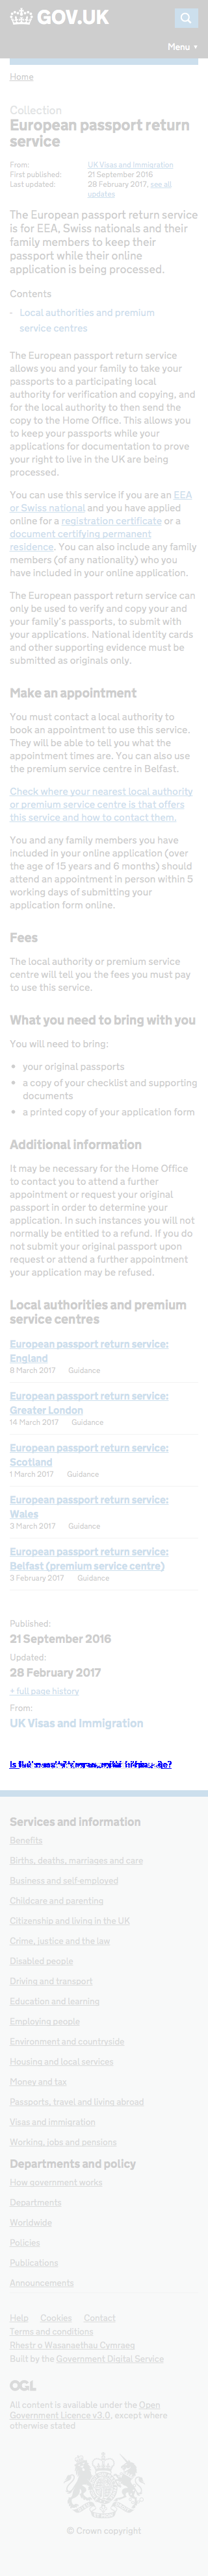 GOV.UK
Menu ▼
Home
Collection
European passport return
service
From: UK Visas and Immigration
First published: 21 September 2016
Last updated: 28 February 2017, see all
updates
The European passport return service
is for EEA, Swiss nationals and their
family members to keep their
passport while their online
application is being processed.
Contents
- Local authorities and premium
service centres
The European passport return service
allows you and your family to take your
passports to a participating local
authority for verification and copying, and
for the local authority to then send the
copy to the Home Office. This allows you
to keep your passports while your
applications for documentation to prove
your right to live in the UK are being
processed.
You can use this service if you are an EEA
or Swiss national and you have applied
online for a registration certificate or a
document certifying permanent
residence. You can also include any family
members (of any nationality) who you
have included in your online application.
The European passport return service can
only be used to verify and copy your and
your family's passports, to submit with
your applications. National identity cards
and other supporting evidence must be
submitted as originals only.
Make an appointment
You must contact a local authority to
book an appointment to use this service.
They will be able to tell you what the
appointment times are. You can also use
the premium service centre in Belfast.
Check where your nearest local authority
or premium service centre is that offers
this service and how to contact them.
You and any family members you have
included in your online application (over
the age of 15 years and 6 months) should
attend an appointment in person within 5
working days of submitting your
application form online.
Fees
The local authority or premium service
centre will tell you the fees you must pay
to use this service.
What you need to bring with you
You will need to bring:
• your original passports
• a copy of your checklist and supporting
documents
• a printed copy of your application form
Additional information
It may be necessary for the Home Office
to contact you to attend a further
appointment or request your original
passport in order to determine your
application. In such instances you will not
normally be entitled to a refund. If you do
not submit your original passport upon
request or attend a further appointment
your application may be refused.
Local authorities and premium
service centres
European passport return service:
England
8 March 2017 Guidance
European passport return service:
Greater London
14 March 2017 Guidance
European passport return service:
Scotland
1 March 2017 Guidance
European passport return service:
Wales
3 March 2017 Guidance
European passport return service:
Belfast (premium service centre)
3 February 2017 Guidance
Published:
21 September 2016
Updated:
28 February 2017
+ full page history
From:
UK Visas and Immigration
Is
Services and information
Benefits
Births, deaths, marriages and care
Business and self-employed
Childcare and parenting
Citizenship and living in the UK
Crime, justice and the law
Disabled people
Driving and transport
Education and learning
Employing people
Environment and countryside
Housing and local services
Money and tax
Passports, travel and living abroad
Visas and immigration
Working, jobs and pensions
Departments and policy
How government works
Departments
Worldwide
Policies
Publications
Announcements
Help Cookies Contact
Terms and conditions
Rhestr o Wasanaethau Cymraeg
Built by the Government Digital Service
OGL
All content is available under the Open
Government Licence v3.0, except where
otherwise stated
© Crown copyright